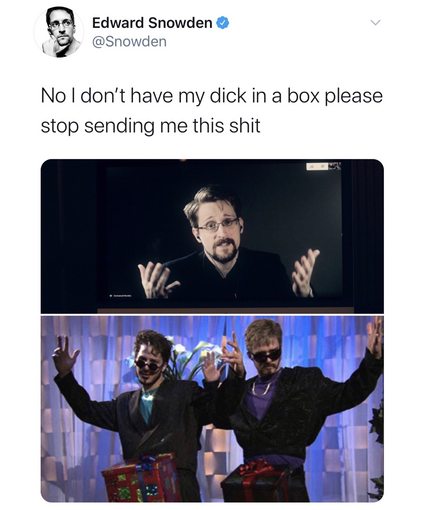 Edward Snowden
@Snowden
No I don't have my dick in a box please
stop sending me this shit